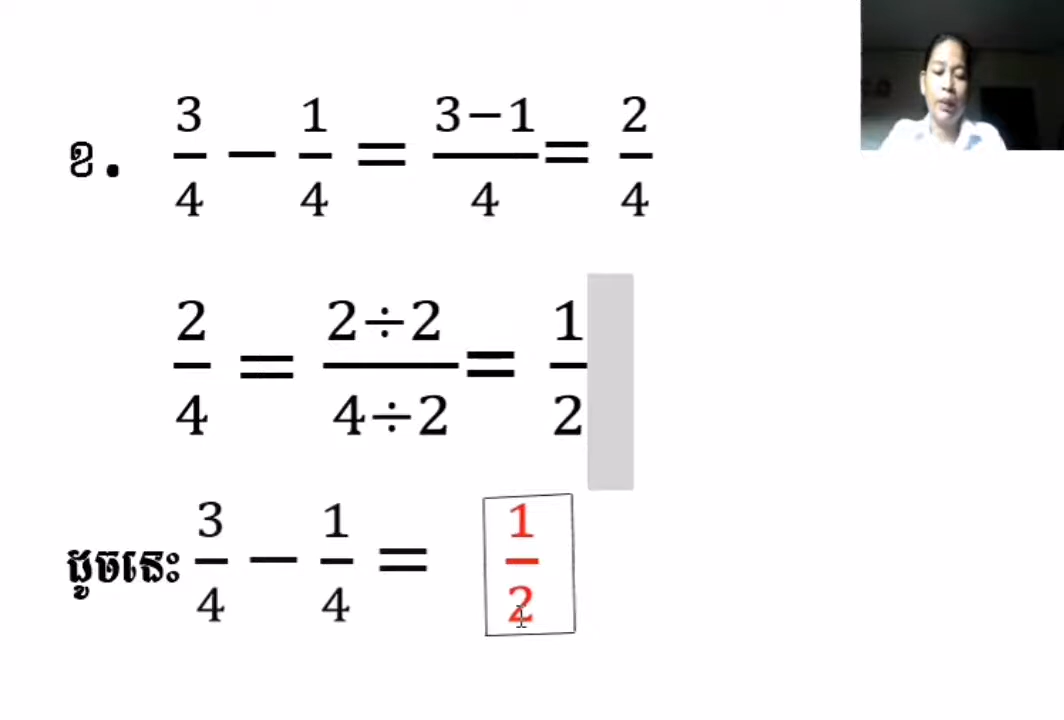 ខ. 3/4 − 1/4 = (3−1)/4 = 2/4
2/4 = (2÷2)/(4÷2) = 1/2
ដូចនេះ 3/4 − 1/4 = 1/2